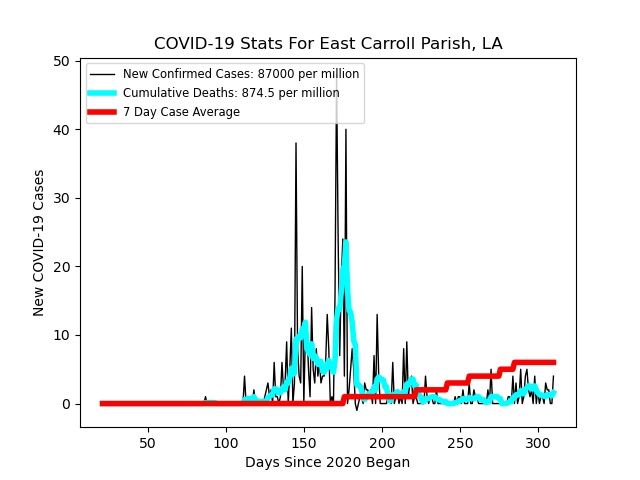 COVID-19 Stats For East Carroll Parish, LA
New Confirmed Cases: 87000 per million
Cumulative Deaths: 874.5 per million
7 Day Case Average
50
40
30
20
10
0
New COVID-19 Cases
50 100 150 200 250 300
Days Since 2020 Began